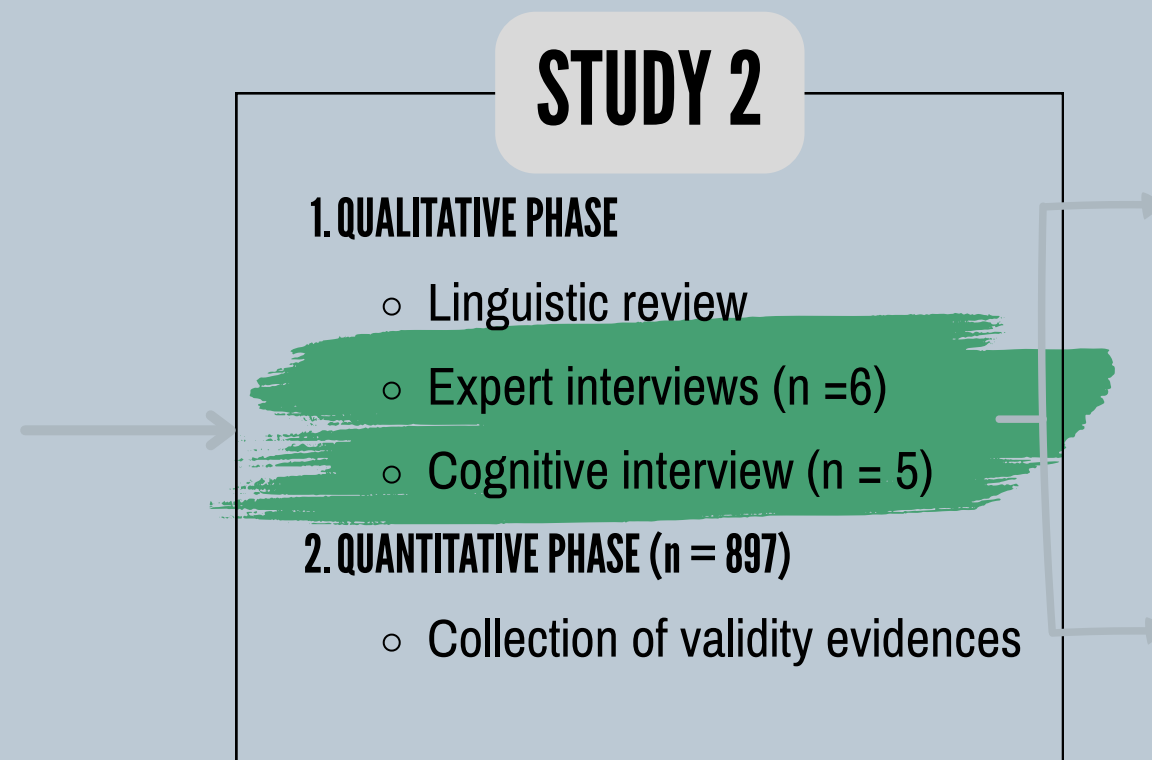 STUDY 2
1. QUALITATIVE PHASE
Linguistic review
Expert interviews (n =6)
Cognitive interview (n = 5)
2. QUANTITATIVE PHASE (n = 897)
Collection of validity evidences